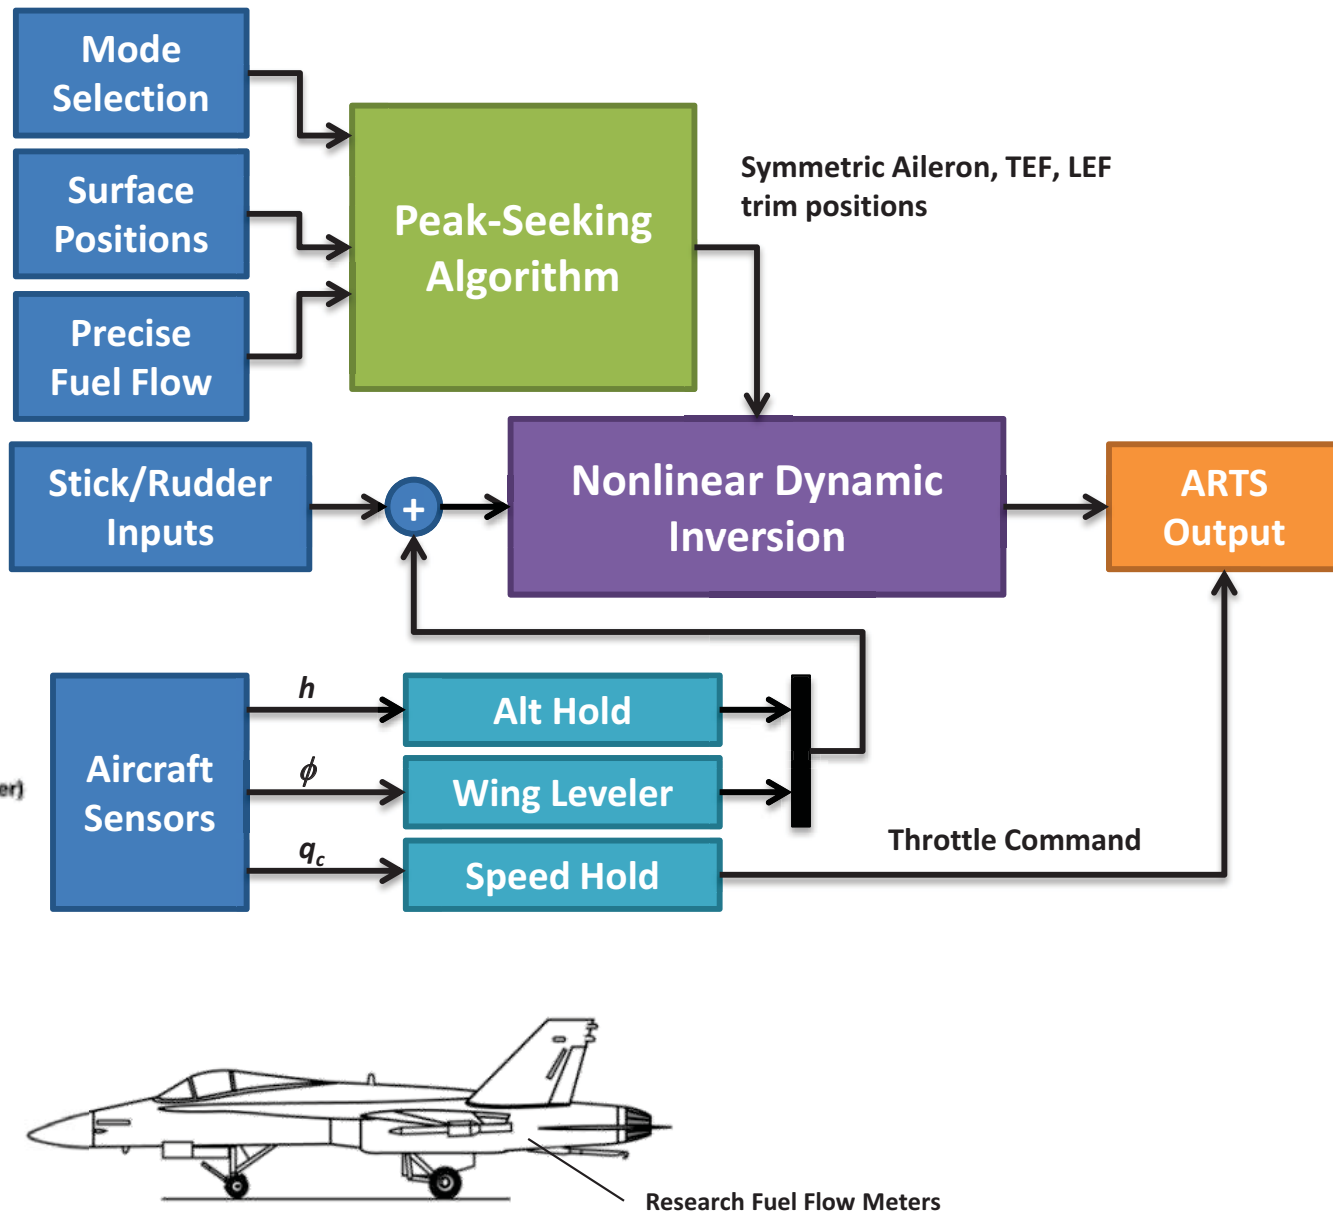 Mode
Selection
Surface
Positions
Precise
Fuel Flow
Peak-Seeking
Algorithm
Symmetric Aileron, TEF, LEF
trim positions
Stick/Rudder
Inputs
+
Nonlinear Dynamic
Inversion
ARTS
Output
er)
Aircraft
Sensors
h
Alt Hold
ϕ
Wing Leveler
qc
Speed Hold
Throttle Command
Research Fuel Flow Meters